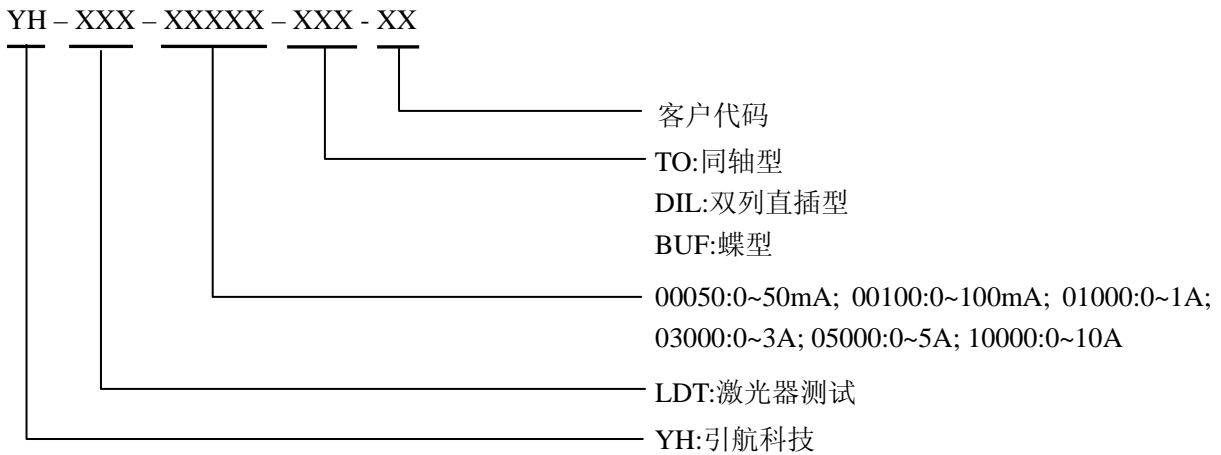 YH – XXX – XXXXX – XXX - XX
客户代码
TO:同轴型
DIL:双列直插型
BUF:蝶型
00050:0~50mA; 00100:0~100mA; 01000:0~1A;
03000:0~3A; 05000:0~5A; 10000:0~10A
LDT:激光器测试
YH:引航科技